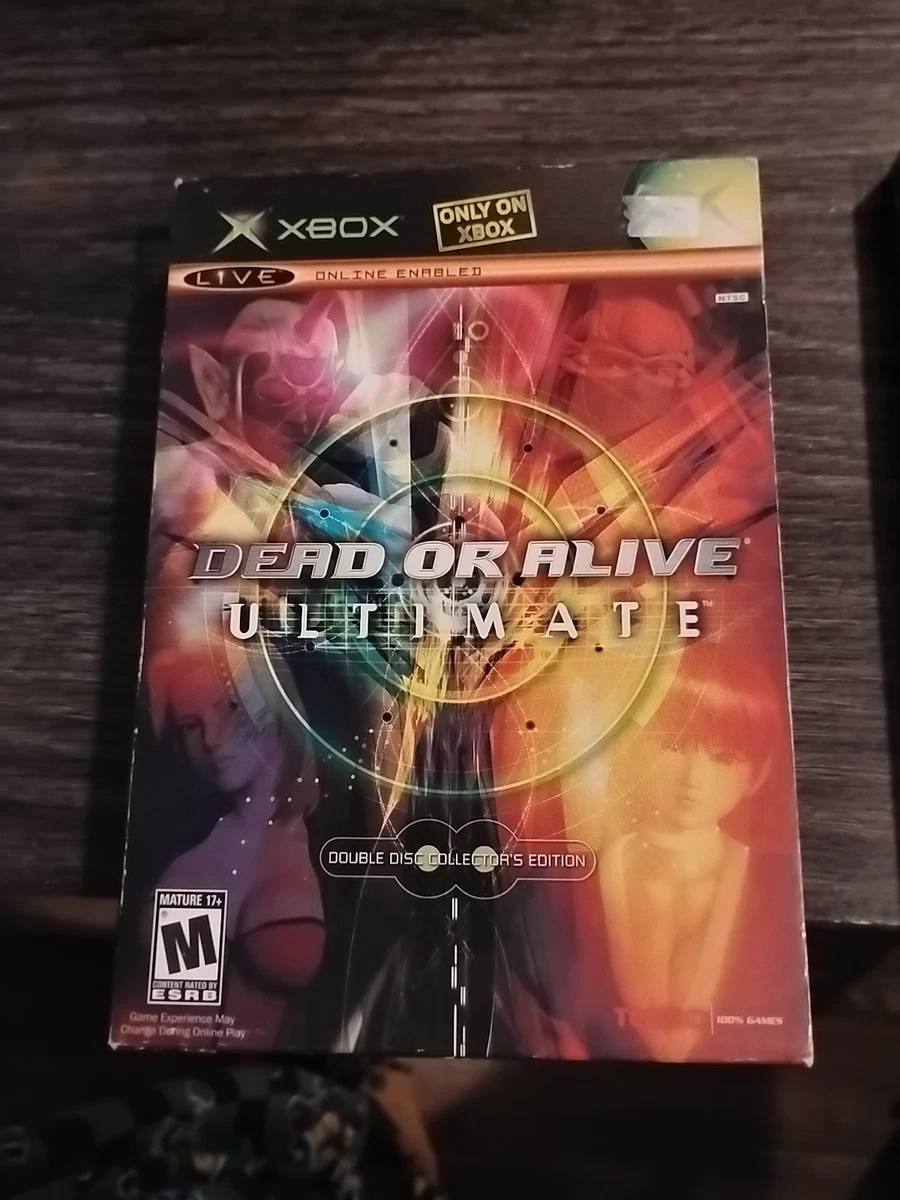 XBOX
ONLY ON
XBOX
LIVE
ONLINE ENABLED
NTSC
DEAD OR ALIVE®
ULTIMATE™
DOUBLE DISC COLLECTOR'S EDITION
MATURE 17+
M
®
CONTENT RATED BY
ESRB
Game Experience May
Change During Online Play
100% GAMES